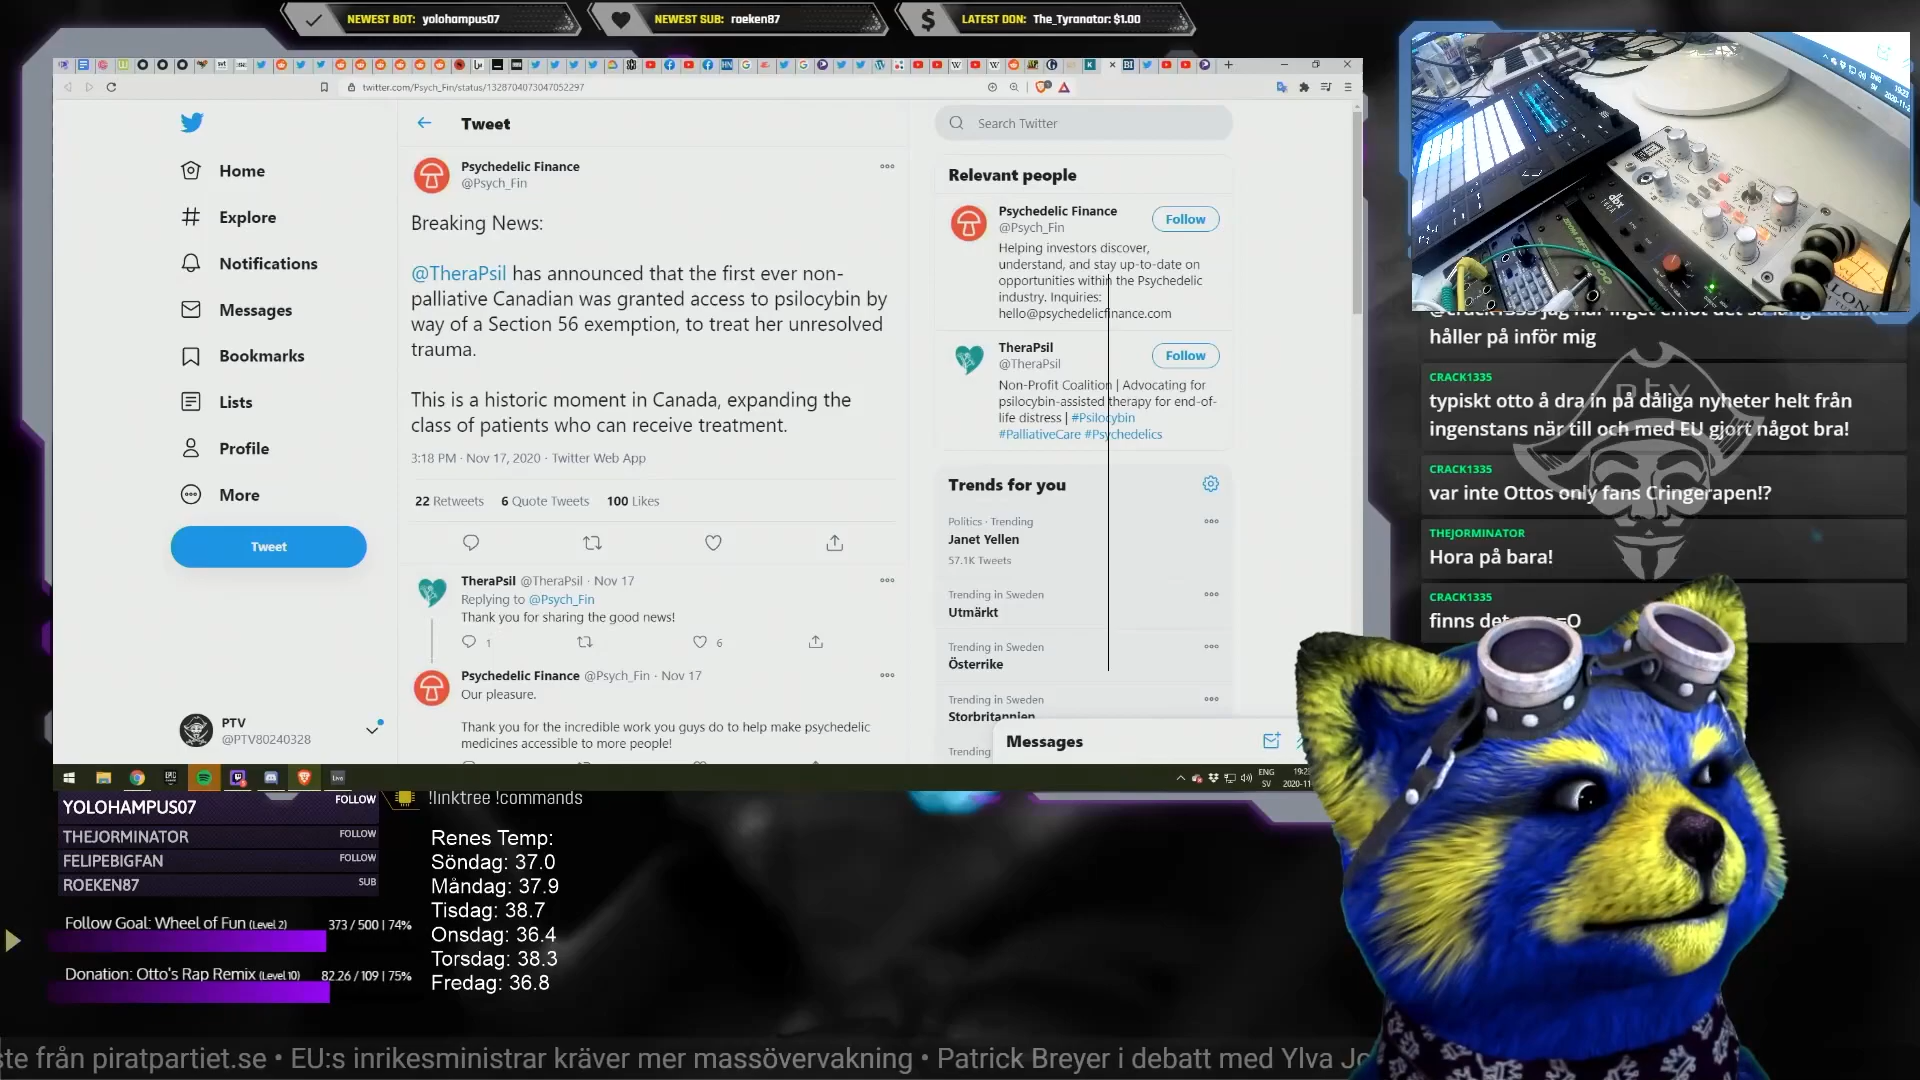 NEWEST BOT: yolohampus07
NEWEST SUB: roeken87
LATEST DON: The_Tyranator: $1.00
twitter.com/Psych_Fin/status/1328704073047052297
Home
Explore
Notifications
Messages
Bookmarks
Lists
Profile
More
Tweet
PTV
@PTV80240328
Tweet
Psychedelic Finance
@Psych_Fin
Breaking News:
@TheraPsil has announced that the first ever non-
palliative Canadian was granted access to psilocybin by
way of a Section 56 exemption, to treat her unresolved
trauma.
This is a historic moment in Canada, expanding the
class of patients who can receive treatment.
3:18 PM · Nov 17, 2020 · Twitter Web App
22 Retweets 6 Quote Tweets 100 Likes
TheraPsil @TheraPsil · Nov 17
Replying to @Psych_Fin
Thank you for sharing the good news!
1
6
Psychedelic Finance @Psych_Fin · Nov 17
Our pleasure.
Thank you for the incredible work you guys do to help make psychedelic
medicines accessible to more people!
Search Twitter
Relevant people
Psychedelic Finance
@Psych_Fin
Follow
Helping investors discover,
understand, and stay up-to-date on
opportunities within the Psychedelic
industry. Inquiries:
hello@psychedelicfinance.com
TheraPsil
@TheraPsil
Follow
Non-Profit Coalition | Advocating for
psilocybin-assisted therapy for end-of-
life distress | #Psilocybin
#PalliativeCare #Psychedelics
Trends for you
Politics · Trending
Janet Yellen
57.1K Tweets
Trending in Sweden
Utmärkt
Trending in Sweden
Österrike
Trending in Sweden
Storbritannien
Trending
Messages
ENG
SV
dbx
håller på inför mig
CRACK1335
typiskt otto å dra in på dåliga nyheter helt från
ingenstans när till och med EU gjort något bra!
CRACK1335
var inte Ottos only fans Cringerapen!?
THEJORMINATOR
Hora på bara!
CRACK1335
finns det =O
ptv
YOLOHAMPUS07 FOLLOW
THEJORMINATOR FOLLOW
FELIPEBIGFAN FOLLOW
ROEKEN87 SUB
Follow Goal: Wheel of Fun (Level 2) 373 / 500 | 74%
Donation: Otto's Rap Remix (Level 10) 82.26 / 109 | 75%
!linktree !commands
Renes Temp:
Söndag: 37.0
Måndag: 37.9
Tisdag: 38.7
Onsdag: 36.4
Torsdag: 38.3
Fredag: 36.8
ste från piratpartiet.se • EU:s inrikesministrar kräver mer massövervakning • Patrick Breyer i debatt med Ylva Jo